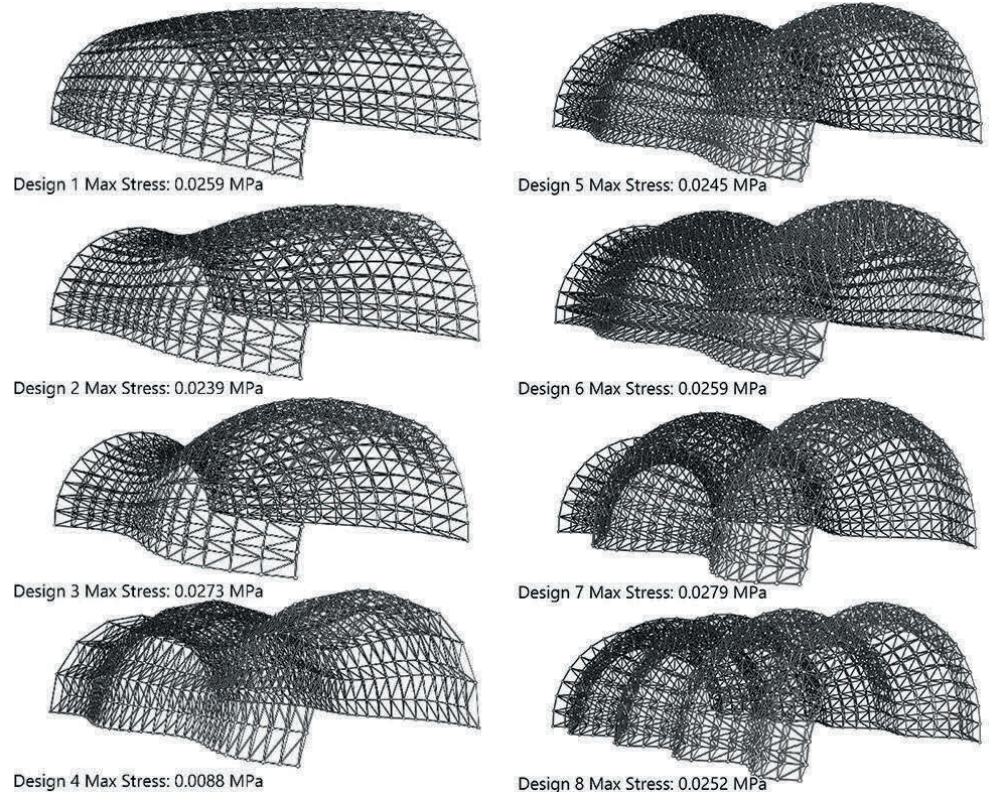 Design 1 Max Stress: 0.0259 MPa
Design 2 Max Stress: 0.0239 MPa
Design 3 Max Stress: 0.0273 MPa
Design 4 Max Stress: 0.0088 MPa
Design 5 Max Stress: 0.0245 MPa
Design 6 Max Stress: 0.0259 MPa
Design 7 Max Stress: 0.0279 MPa
Design 8 Max Stress: 0.0252 MPa